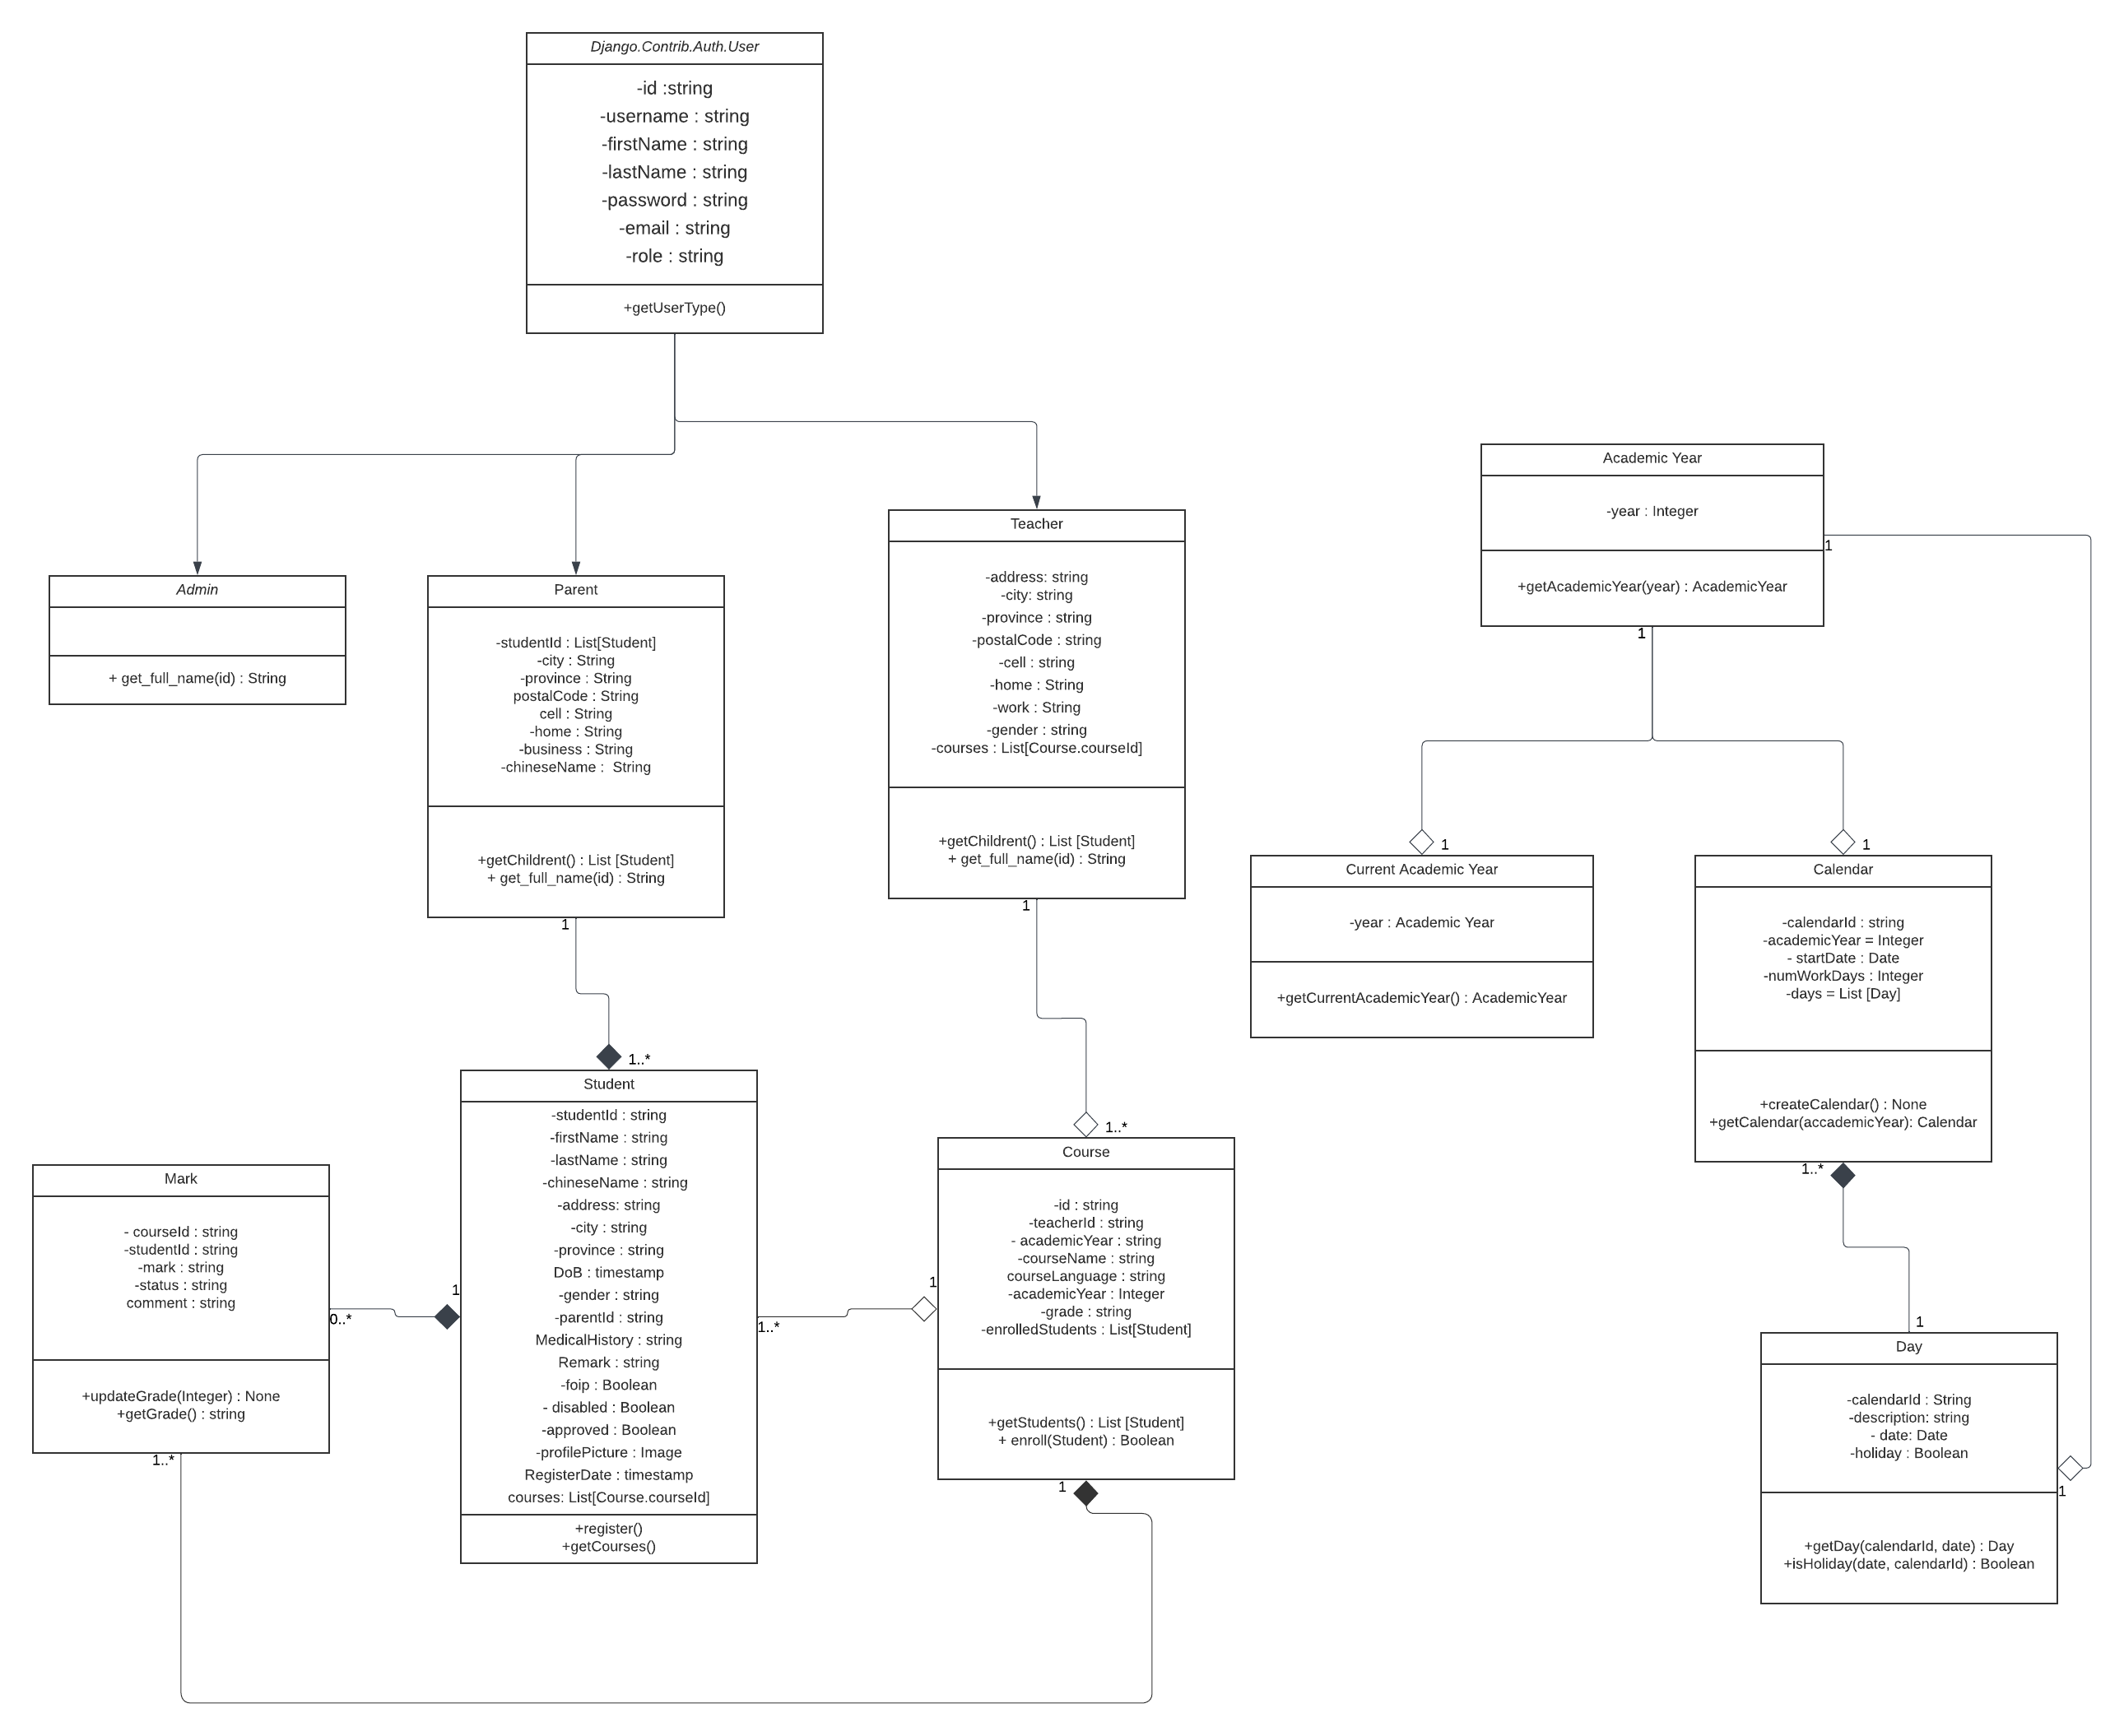 Django.Contrib.Auth.User
-id :string
-username : string
-firstName : string
-lastName : string
-password : string
-email : string
-role : string
+getUserType()
Admin
+ get_full_name(id) : String
Parent
-studentId : List[Student]
-city : String
-province : String
postalCode : String
cell : String
-home : String
-business : String
-chineseName :  String
+getChildrent() : List [Student]
+ get_full_name(id) : String
1
Teacher
-address: string
-city: string
-province : string
-postalCode : string
-cell : string
-home : String
-work : String
-gender : string
-courses : List[Course.courseId]
+getChildrent() : List [Student]
+ get_full_name(id) : String
1
Academic Year
-year : Integer
+getAcademicYear(year) : AcademicYear
1
1
1
Current Academic Year
-year : Academic Year
+getCurrentAcademicYear() : AcademicYear
1
Calendar
-calendarId : string
-academicYear = Integer
- startDate : Date
-numWorkDays : Integer
-days = List [Day]
+createCalendar() : None
+getCalendar(accademicYear): Calendar
1..*
1..*
Student
-studentId : string
-firstName : string
-lastName : string
-chineseName : string
-address: string
-city : string
-province : string
DoB : timestamp
-gender : string
-parentId : string
MedicalHistory : string
Remark : string
-foip : Boolean
- disabled : Boolean
-approved : Boolean
-profilePicture : Image
RegisterDate : timestamp
courses: List[Course.courseId]
+register()
+getCourses()
1
1..*
Mark
- courseId : string
-studentId : string
-mark : string
-status : string
comment : string
+updateGrade(Integer) : None
+getGrade() : string
0..*
1..*
1..*
Course
-id : string
-teacherId : string
- academicYear : string
-courseName : string
courseLanguage : string
-academicYear : Integer
-grade : string
-enrolledStudents : List[Student]
+getStudents() : List [Student]
+ enroll(Student) : Boolean
1
1
1
Day
-calendarId : String
-description: string
- date: Date
-holiday : Boolean
+getDay(calendarId, date) : Day
+isHoliday(date, calendarId) : Boolean
1